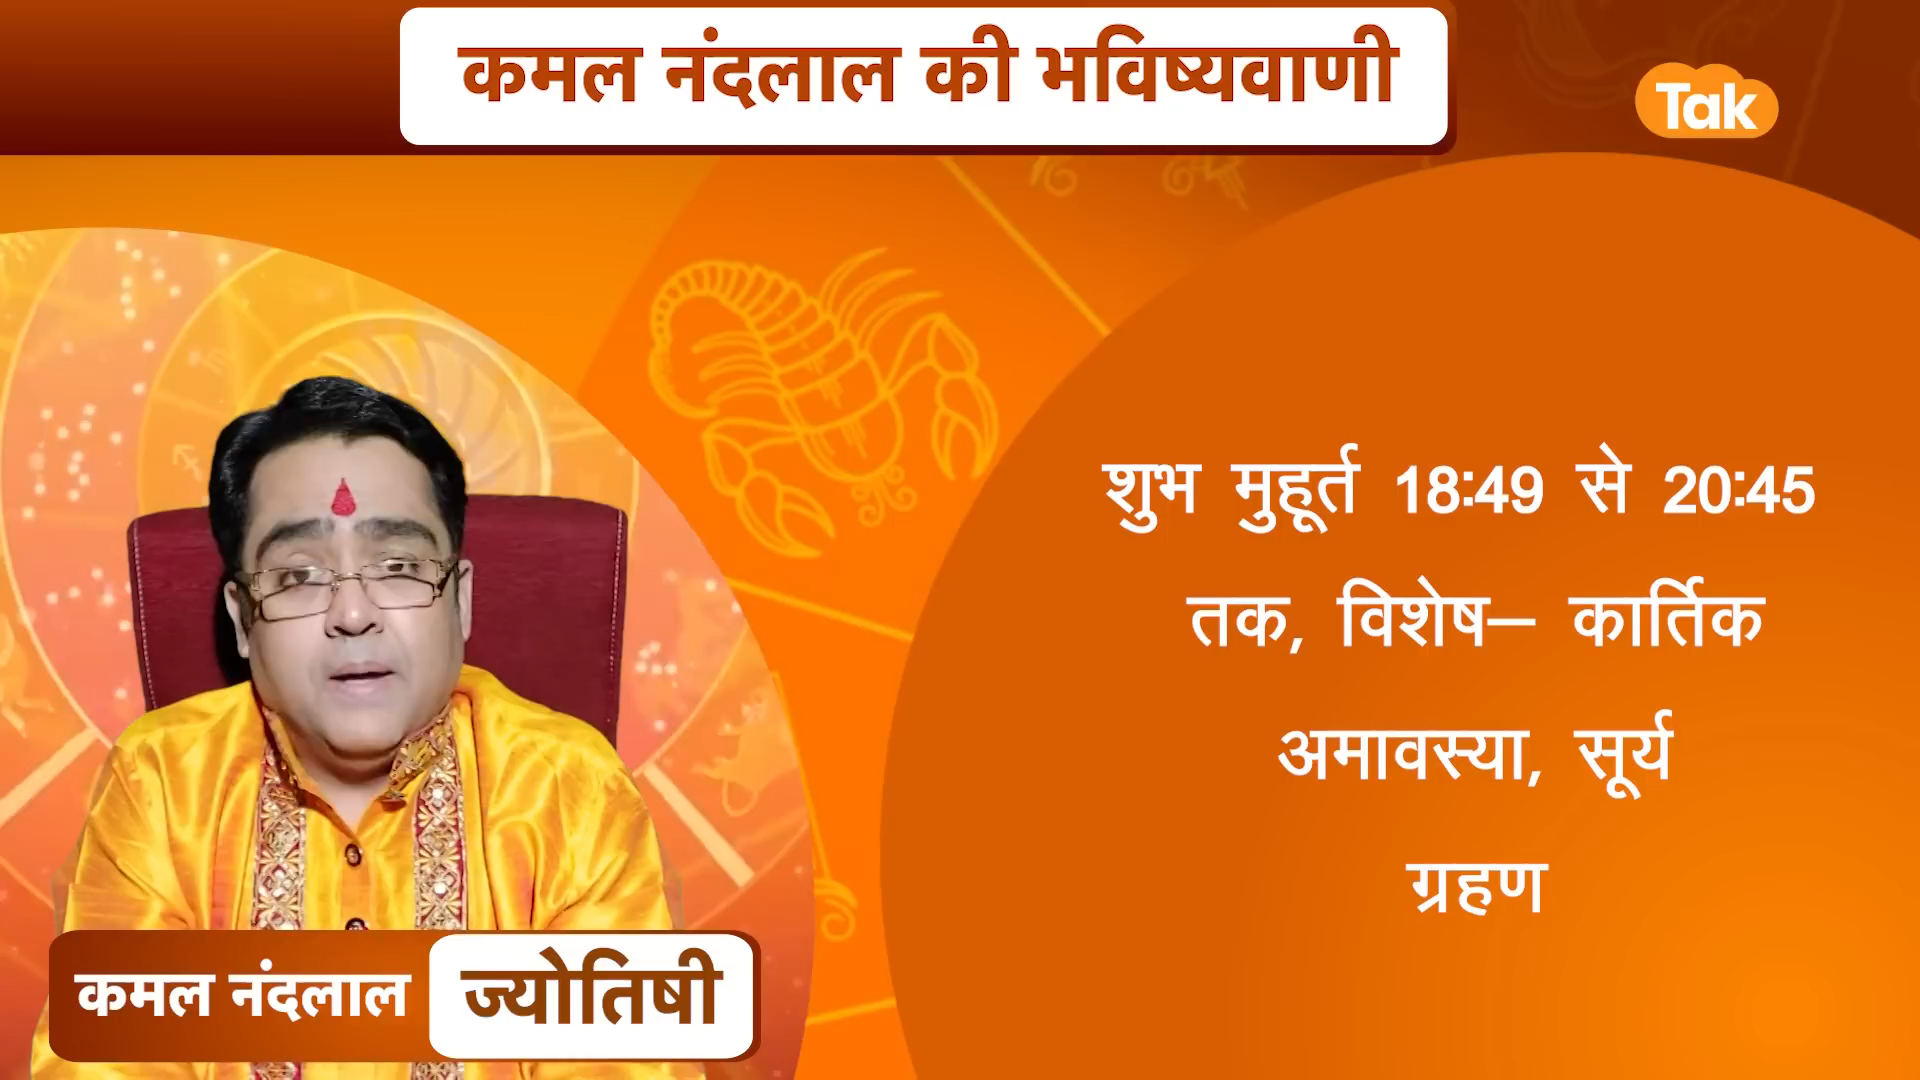 कमल नंदलाल की भविष्यवाणी
Tak
शुभ मुहूर्त 18:49 से 20:45
तक, विशेष– कार्तिक
अमावस्या, सूर्य
ग्रहण
कमल नंदलाल
ज्योतिषी